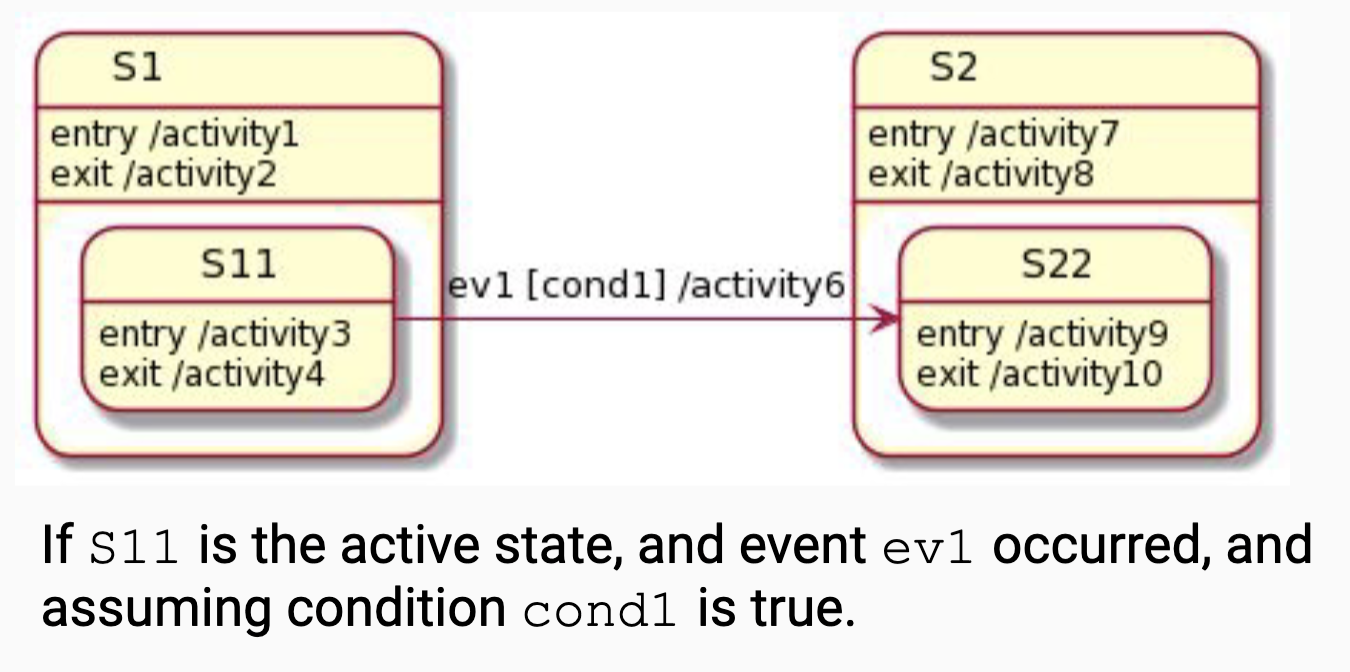 S1
entry /activity1
exit /activity2
S11
entry /activity3
exit /activity4
ev1 [cond1] /activity6
S2
entry /activity7
exit /activity8
S22
entry /activity9
exit /activity10
If S11 is the active state, and event ev1 occurred, and
assuming condition cond1 is true.